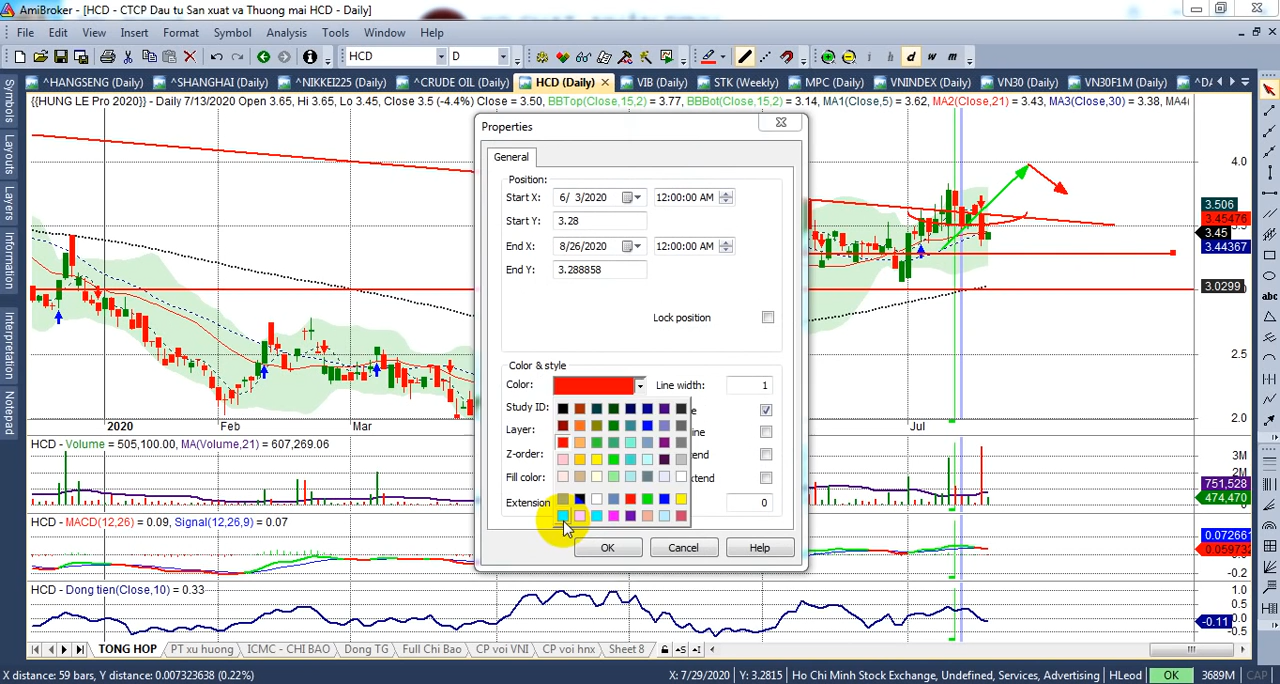 AmiBroker - [HCD - CTCP Dau tu San xuat va Thuong mai HCD - Daily]
File Edit View Insert Format Symbol Analysis Tools Window Help
HCD D
i h d w m
^HANGSENG (Daily) ^SHANGHAI (Daily) ^NIKKEI225 (Daily) ^CRUDE OIL (Daily) HCD (Daily) VIB (Daily) STK (Weekly) MPC (Daily) VNINDEX (Daily) VN30 (Daily) VN30F1M (Daily)
{{HUNG LE Pro 2020}} - Daily 7/13/2020 Open 3.65, Hi 3.65, Lo 3.45, Close 3.5 (-4.4%) Close = 3.50, BBTop(Close,15,2) = 3.77, BBBot(Close,15,2) = 3.14, MA1(Close,5) = 3.62, MA2(Close,21) = 3.43, MA3(Close,30) = 3.38,
Symbols
Layouts
Layers
Information
Interpretation
Notepad
Properties
General
Position:
Start X: 6/ 3/2020 12:00:00 AM
Start Y: 3.28
End X: 8/26/2020 12:00:00 AM
End Y: 3.288858
Lock position
Color & style
Color: Line width: 1
Study ID:
Layer:
Z-order:
Fill color:
Extension 0
OK Cancel Help
4.0
3.506
3.45476
3.45
3.44367
3.0299
2.5
2.0
2020 Feb Mar Jul
HCD - Volume = 505,100.00, MA(Volume,21) = 607,269.06
3M
2M
751,528
474,470
HCD - MACD(12,26) = 0.09, Signal(12,26,9) = 0.07
0.07266
0.059732
-0.2
HCD - Dong tien(Close,10) = 0.33
1.0
0.5
-0.11
-0.5
TONG HOP PT xu huong ICMC - CHI BAO Dong TG Full Chi Bao CP voi VNI CP voi hnx Sheet 8
X distance: 59 bars, Y distance: 0.007323638 (0.22%) X: 7/29/2020 Y: 3.2815 Ho Chi Minh Stock Exchange, Undefined, Services, Advertising HLeod OK 3689M CAP